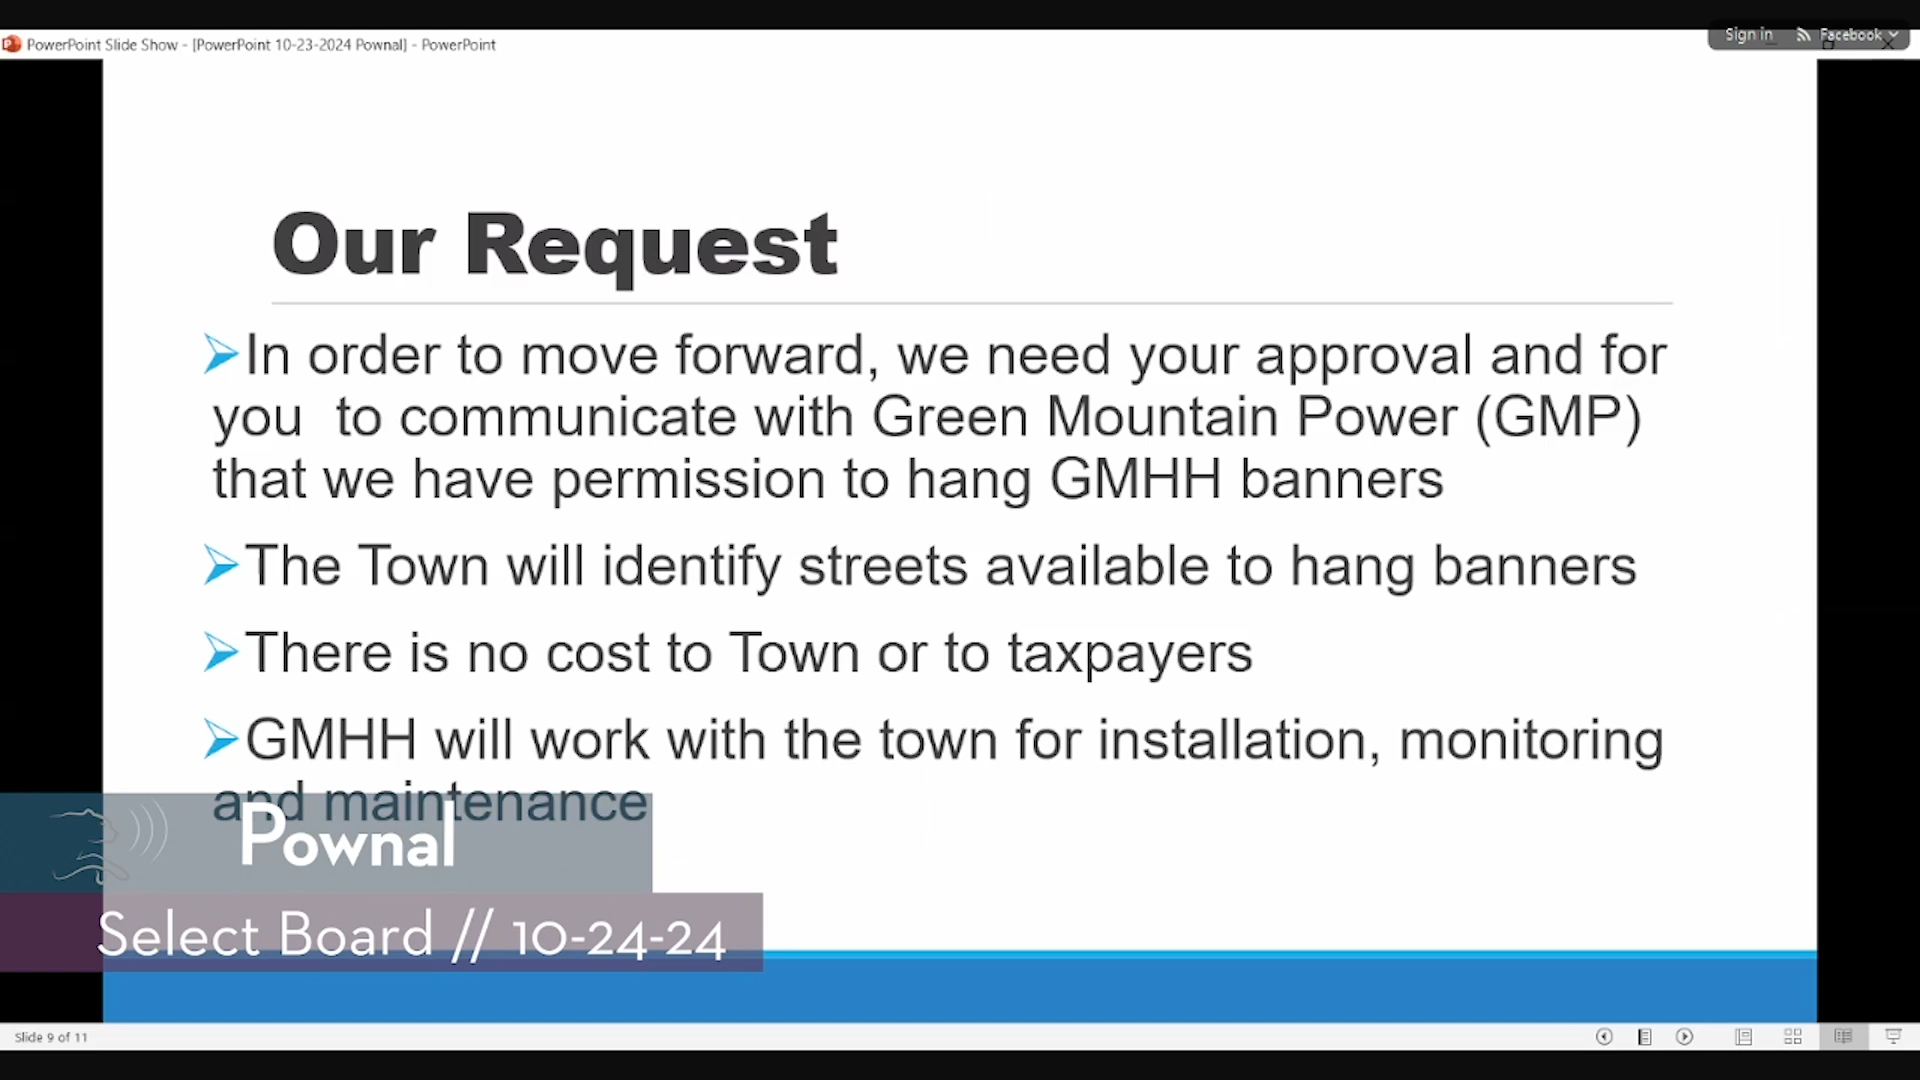 PowerPoint Slide Show - [PowerPoint 10-23-2024 Pownal] - PowerPoint
Sign in Facebook
Our Request
In order to move forward, we need your approval and for
you to communicate with Green Mountain Power (GMP)
that we have permission to hang GMHH banners
The Town will identify streets available to hang banners
There is no cost to Town or to taxpayers
GMHH will work with the town for installation, monitoring
and maintenance
Pownal
Select Board // 10-24-24
Slide 9 of 11